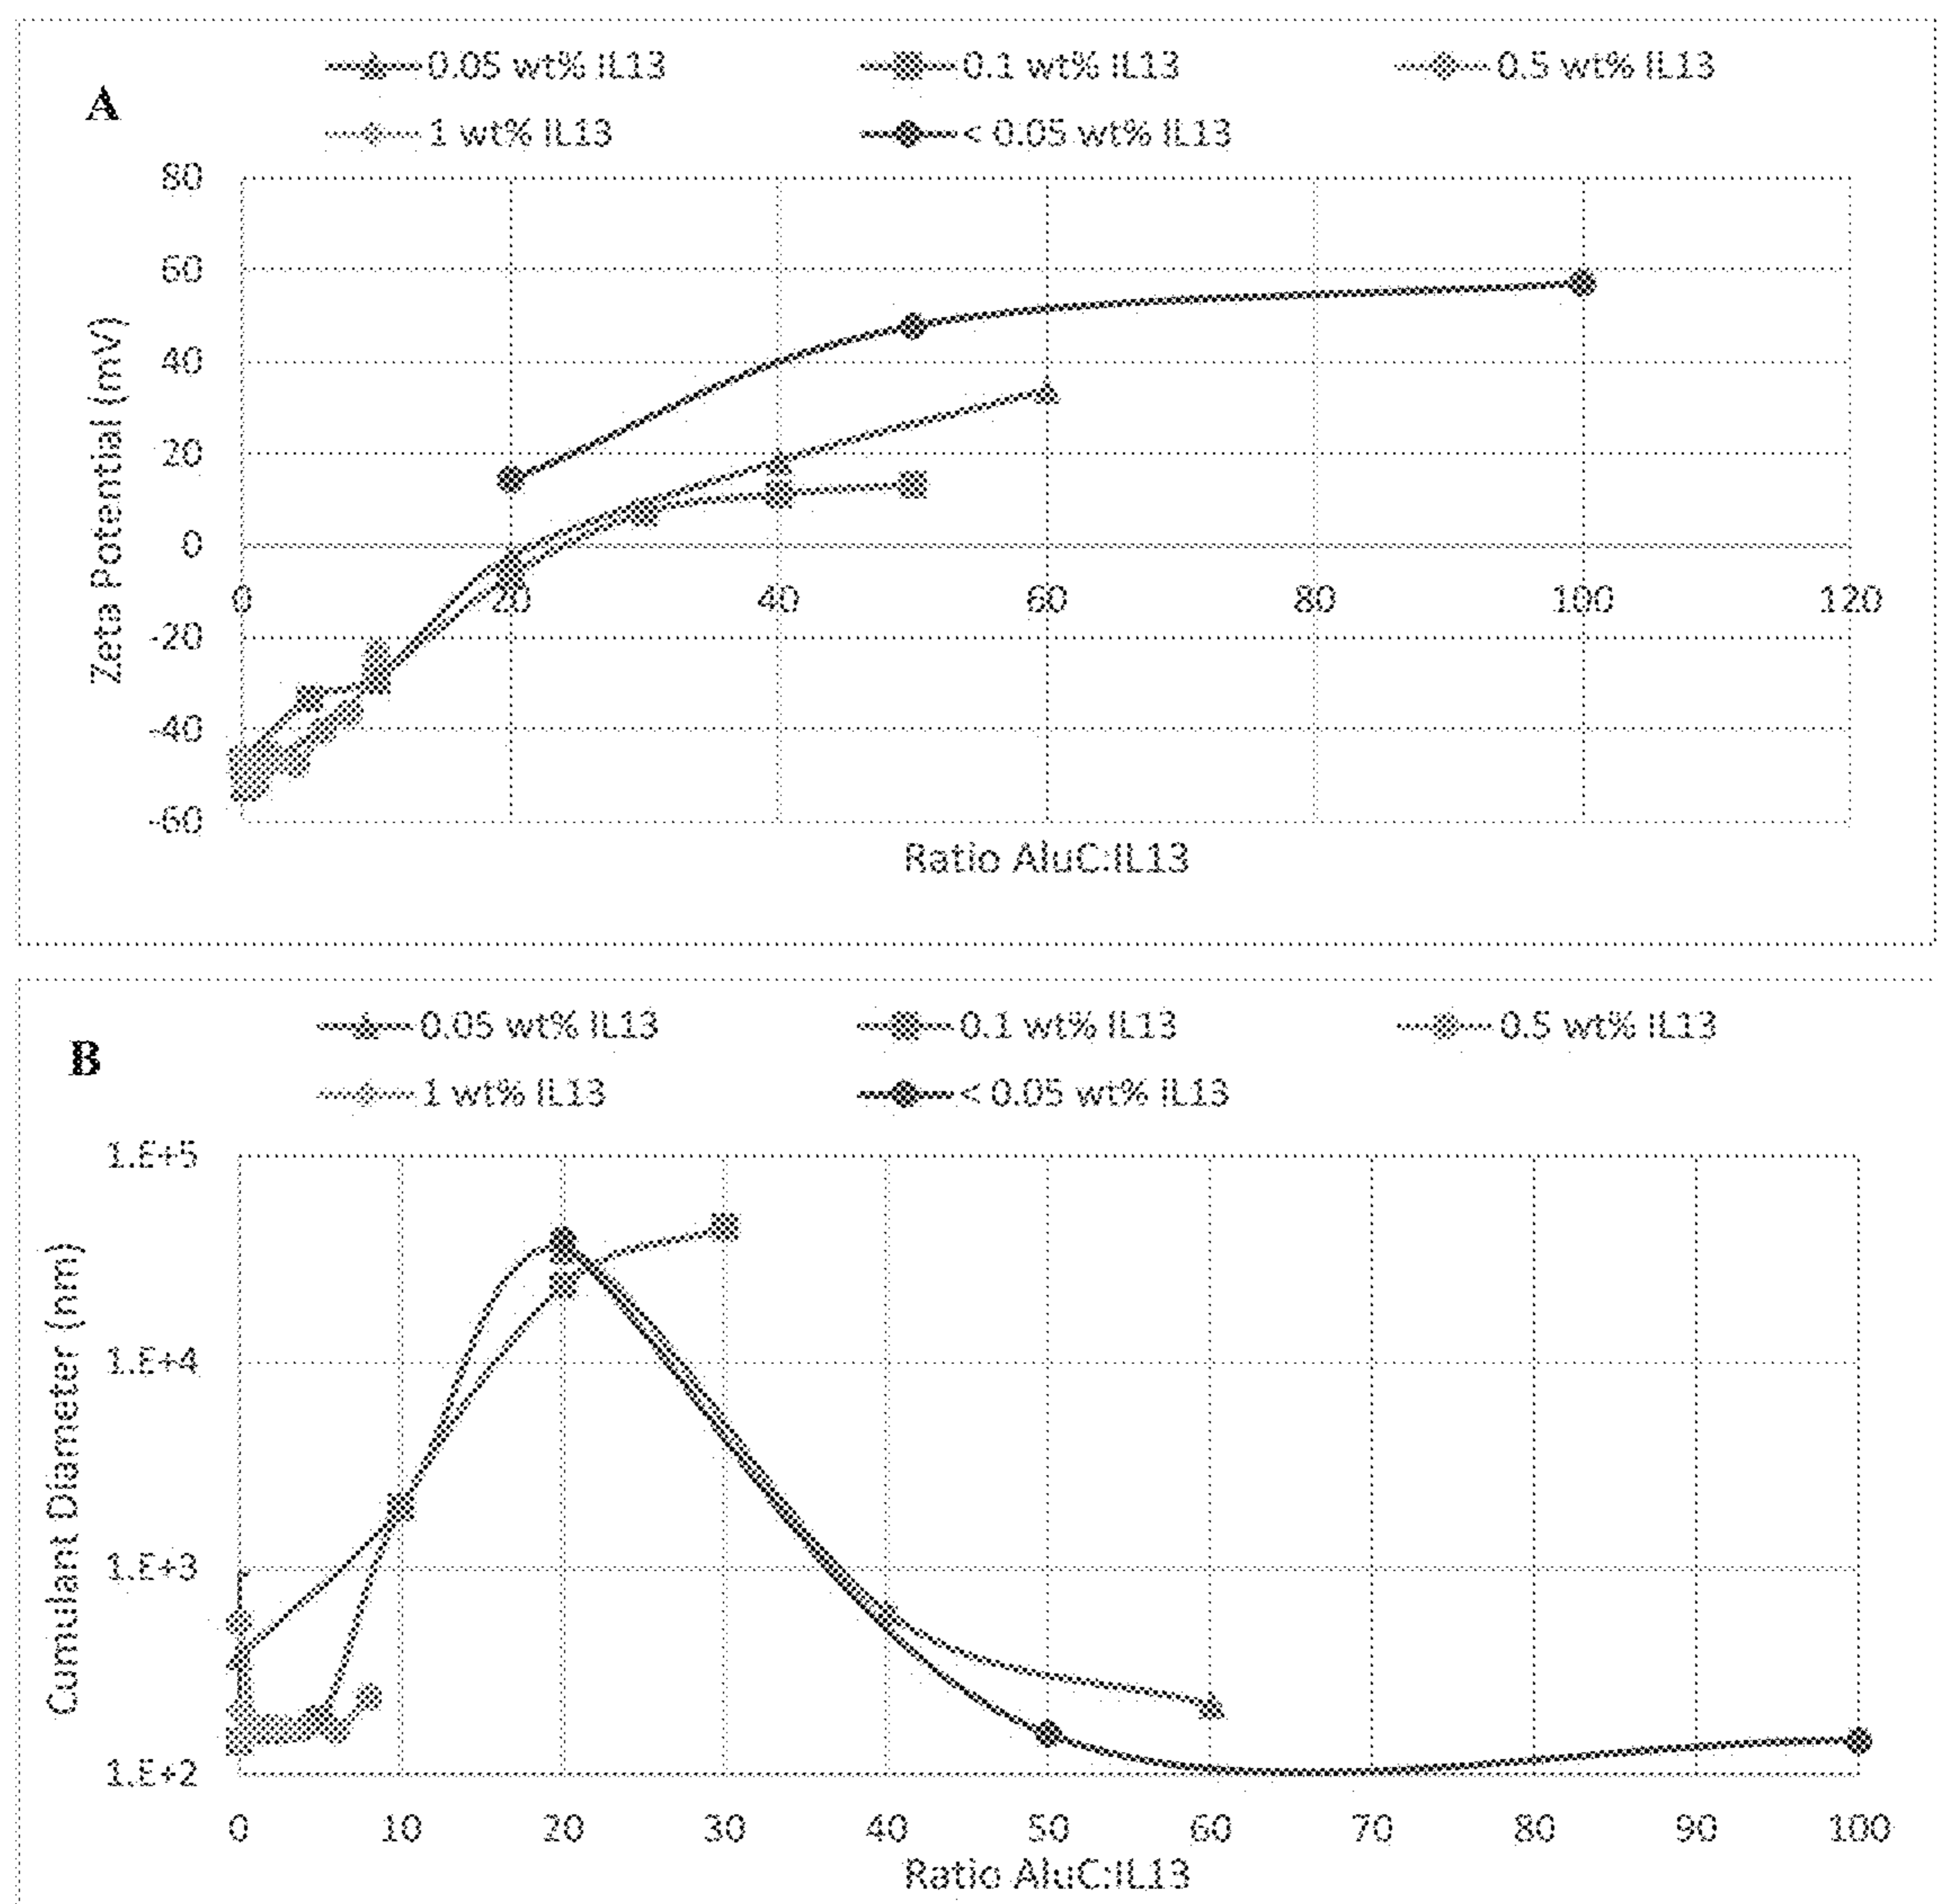 A
0.05 wt% IL13 0.1 wt% IL13 0.5 wt% IL13
1 wt% IL13 < 0.05 wt% IL13
80
60
40
20
0
-20
-40
-60
0 20 40 60 80 100 120
Zeta Potential (mV)
Ratio AluC:IL13
B
0.05 wt% IL13 0.1 wt% IL13 0.5 wt% IL13
1 wt% IL13 < 0.05 wt% IL13
1.E+5
1.E+4
1.E+3
1.E+2
0 10 20 30 40 50 60 70 80 90 100
Cumulant Diameter (nm)
Ratio AluC:IL13